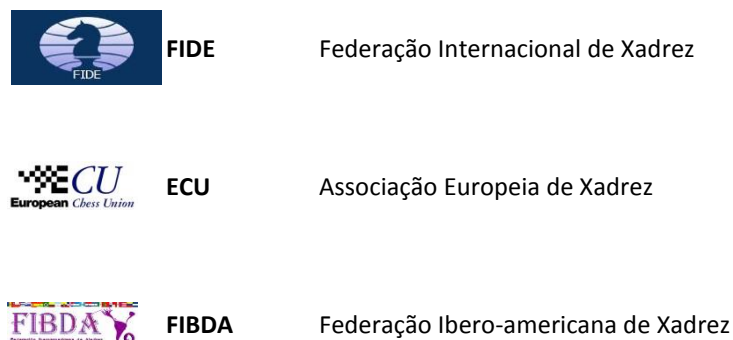 FIDE
FIDE Federação Internacional de Xadrez
ECU
European Chess Union
ECU Associação Europeia de Xadrez
FIBDA
FIBDA Federação Ibero-americana de Xadrez